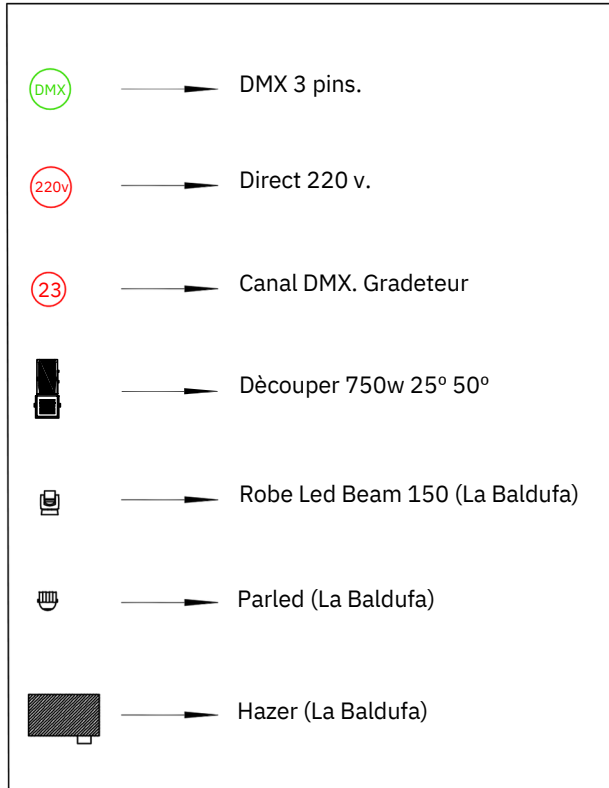 DMX DMX 3 pins.
220v Direct 220 v.
23 Canal DMX. Gradeteur
Dècouper 750w 25º 50º
Robe Led Beam 150 (La Baldufa)
Parled (La Baldufa)
Hazer (La Baldufa)